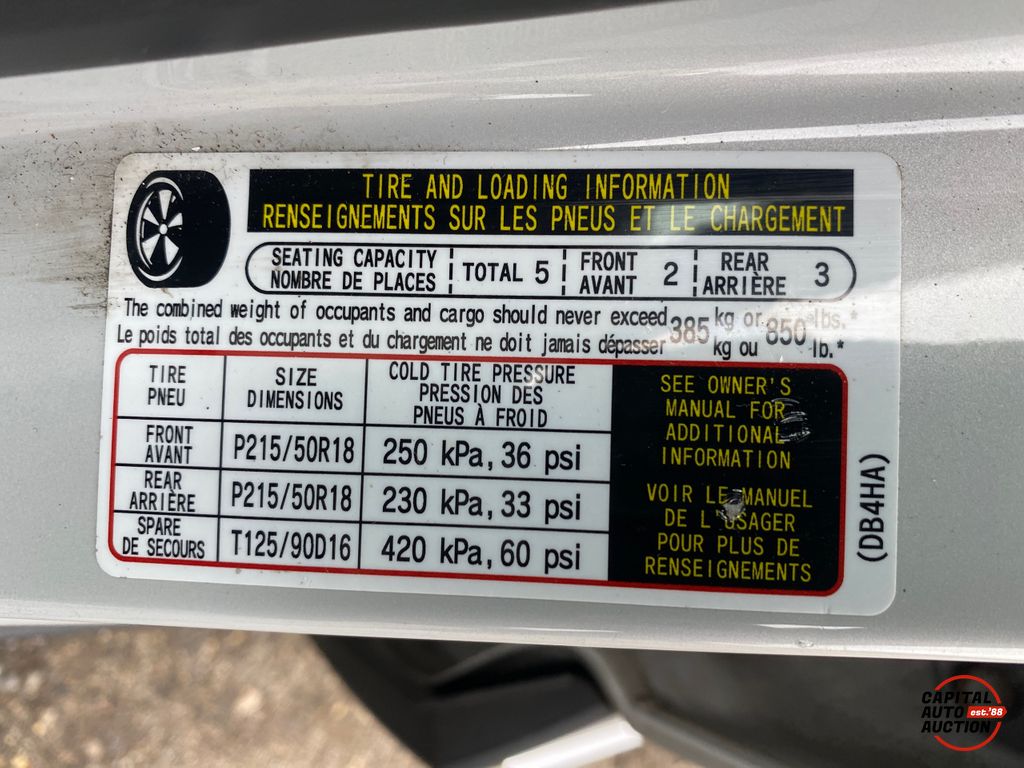 TIRE AND LOADING INFORMATION
RENSEIGNEMENTS SUR LES PNEUS ET LE CHARGEMENT
SEATING CAPACITY
NOMBRE DE PLACES
TOTAL 5
FRONT
AVANT
2
REAR
ARRIÈRE
3
The combined weight of occupants and cargo should never exceed 385 kg or 850 lbs.*
Le poids total des occupants et du chargement ne doit jamais dépasser kg ou lb.*
TIRE
PNEU
SIZE
DIMENSIONS
COLD TIRE PRESSURE
PRESSION DES
PNEUS À FROID
FRONT
AVANT
P215/50R18
250 kPa, 36 psi
REAR
ARRIÈRE
P215/50R18
230 kPa, 33 psi
SPARE
DE SECOURS
T125/90D16
420 kPa, 60 psi
SEE OWNER'S
MANUAL FOR
ADDITIONAL
INFORMATION
VOIR LE MANUEL
DE L'USAGER
POUR PLUS DE
RENSEIGNEMENTS
(DB4HA)
CAPITAL
AUTO est.'88
AUCTION